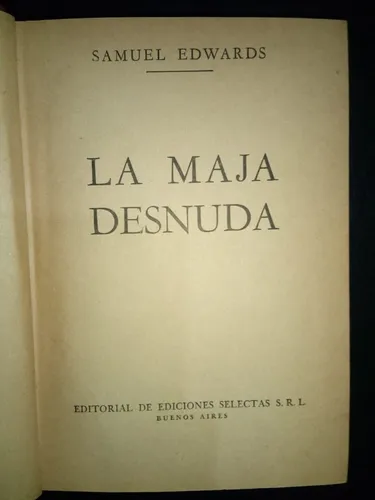 SAMUEL EDWARDS
LA MAJA
DESNUDA
EDITORIAL DE EDICIONES SELECTAS S. R. L.
BUENOS AIRES